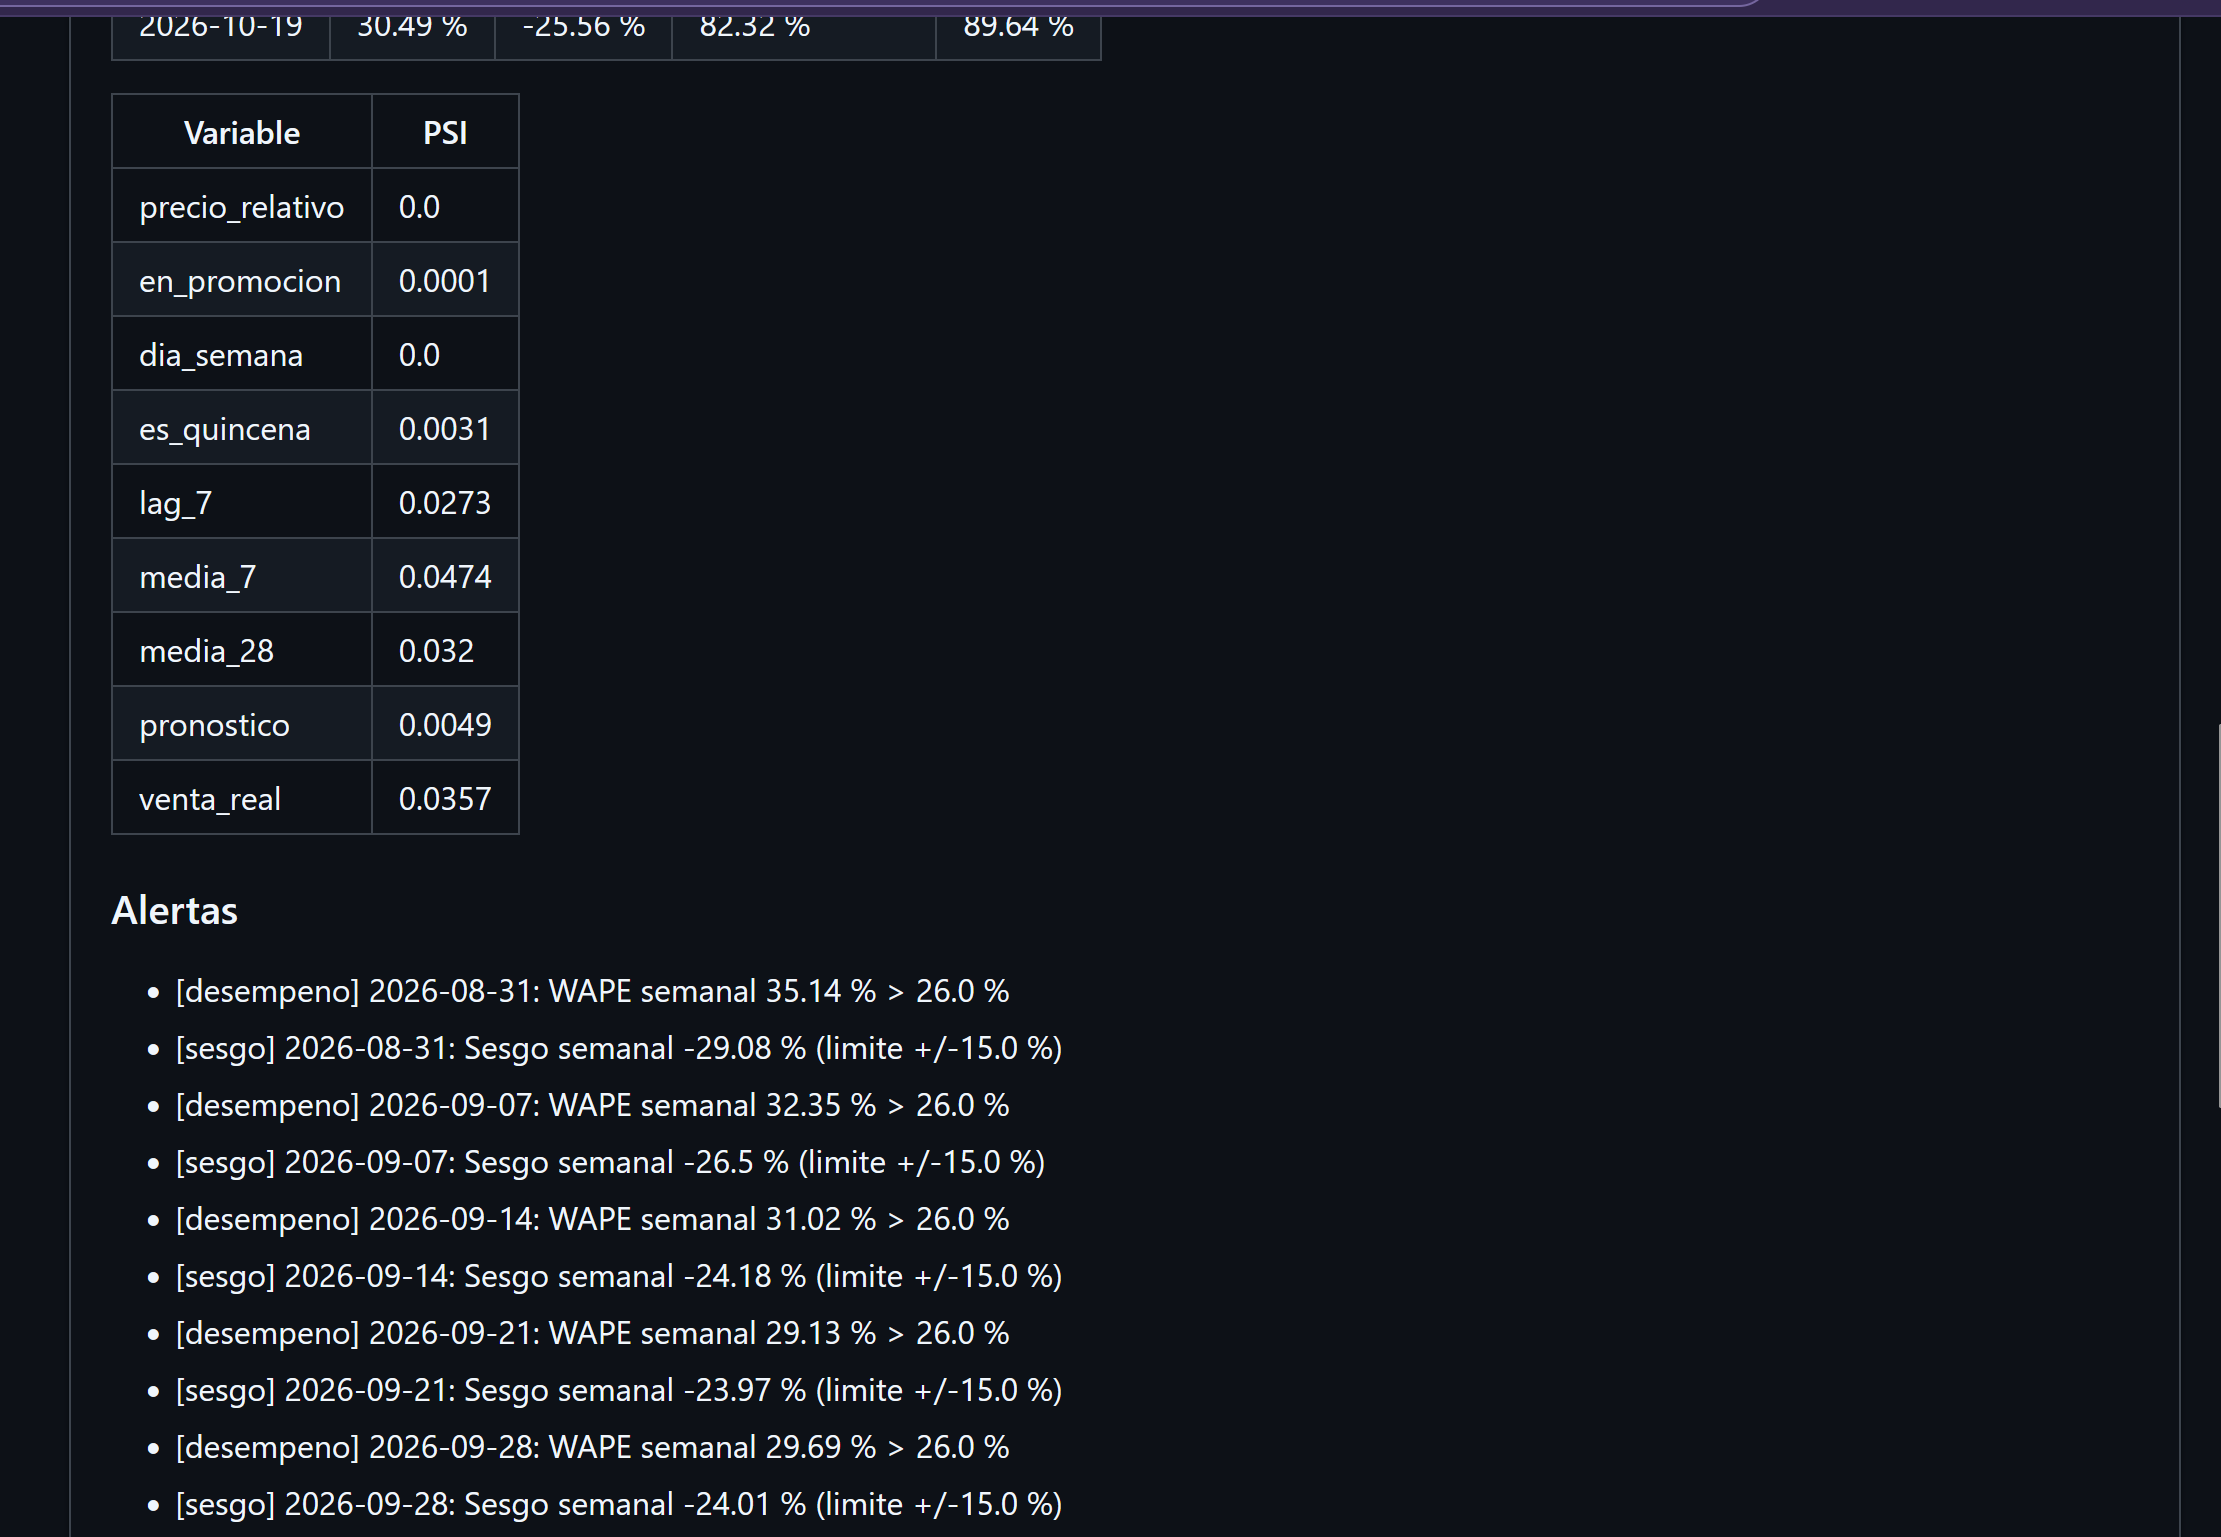 2026-10-19 30.49 % -25.56 % 82.32 % 89.64 %
Variable PSI
precio_relativo 0.0
en_promocion 0.0001
dia_semana 0.0
es_quincena 0.0031
lag_7 0.0273
media_7 0.0474
media_28 0.032
pronostico 0.0049
venta_real 0.0357
Alertas
• [desempeno] 2026-08-31: WAPE semanal 35.14 % > 26.0 %
• [sesgo] 2026-08-31: Sesgo semanal -29.08 % (limite +/-15.0 %)
• [desempeno] 2026-09-07: WAPE semanal 32.35 % > 26.0 %
• [sesgo] 2026-09-07: Sesgo semanal -26.5 % (limite +/-15.0 %)
• [desempeno] 2026-09-14: WAPE semanal 31.02 % > 26.0 %
• [sesgo] 2026-09-14: Sesgo semanal -24.18 % (limite +/-15.0 %)
• [desempeno] 2026-09-21: WAPE semanal 29.13 % > 26.0 %
• [sesgo] 2026-09-21: Sesgo semanal -23.97 % (limite +/-15.0 %)
• [desempeno] 2026-09-28: WAPE semanal 29.69 % > 26.0 %
• [sesgo] 2026-09-28: Sesgo semanal -24.01 % (limite +/-15.0 %)